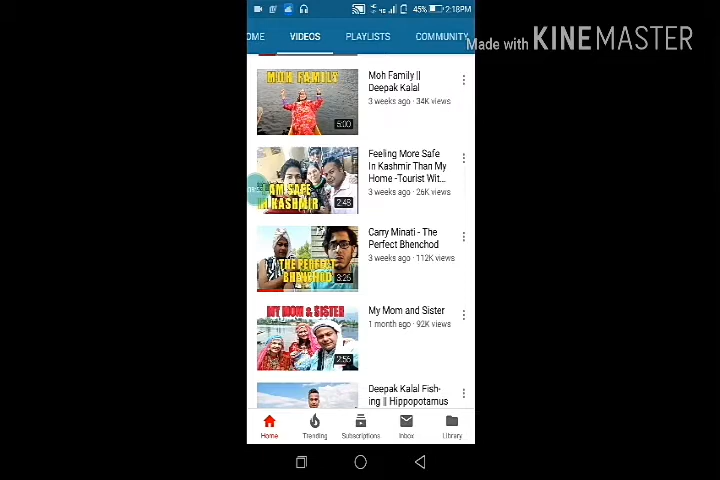 45% 2:18PM
OME VIDEOS PLAYLISTS COMMUNITY
Made with KINEMASTER
MOH FAMILY
5:00
Moh Family ||
Deepak Kalal
3 weeks ago · 34K views
I AM SAFE
IN KASHMIR
2:48
Feeling More Safe
In Kashmir Than My
Home -Tourist Wit...
3 weeks ago · 26K views
THE PERFECT
BHENCHOD
3:25
Carry Minati - The
Perfect Bhenchod
3 weeks ago · 112K views
MY MOM & SISTER
2:56
My Mom and Sister
1 month ago · 92K views
Deepak Kalal Fish-
ing || Hippopotamus
Home Trending Subscriptions Inbox Library